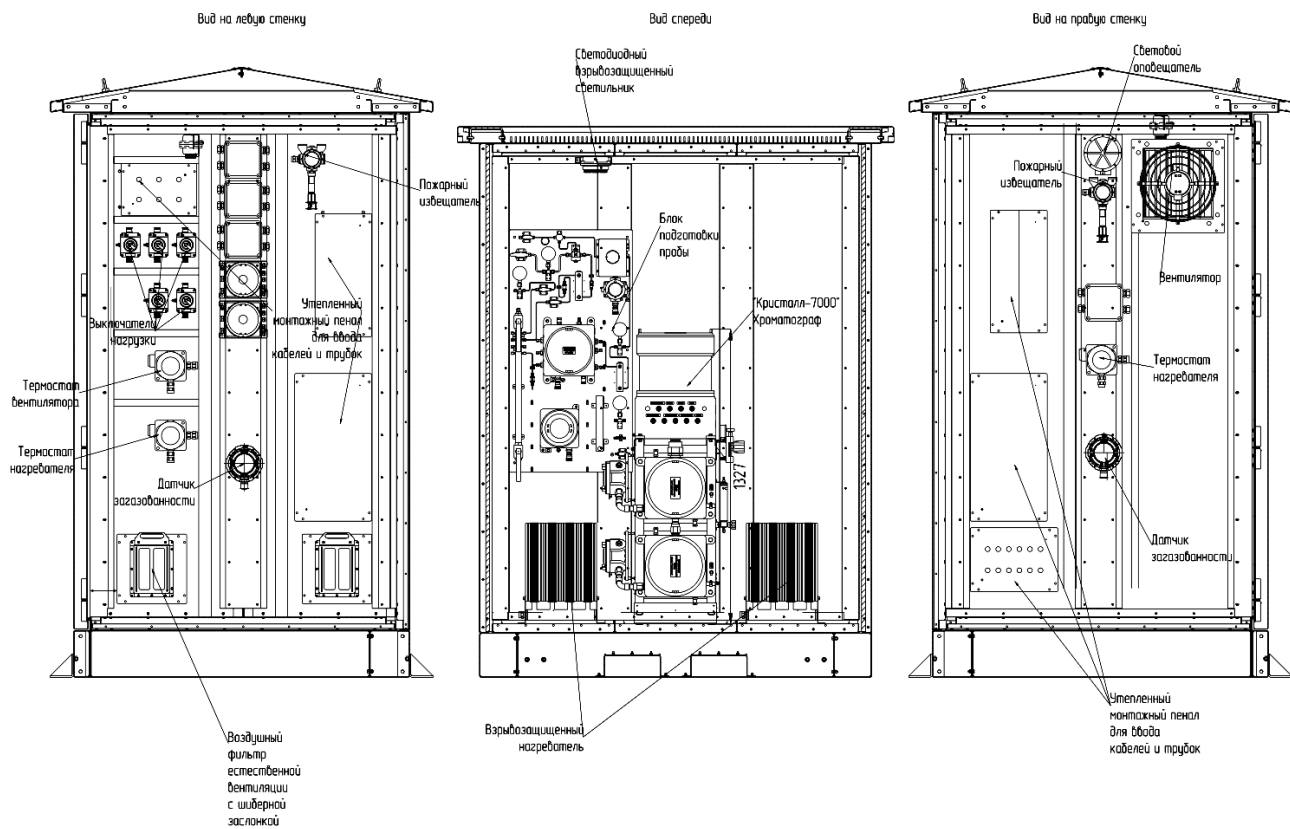 Вид на левую стенку
Вид спереди
Вид на правую стенку
Светодиодный
взрывозащищенный
светильник
Световой
оповещатель
Пожарный
извещатель
Блок
подготовки
пробы
Пожарный
извещатель
Вентилятор
"Кристалл-7000"
Хроматограф
Утепленный
монтажный пенал
для ввода
кабелей и трубок
Выключатели
нагрузки
Термостат
вентилятора
Термостат
нагревателя
Термостат
нагревателя
Датчик
загазованности
1327
Датчик
загазованности
Воздушный
фильтр
естественной
вентиляции
с шиберной
заслонкой
Взрывозащищенный
нагреватель
Утепленный
монтажный пенал
для ввода
кабелей и трубок